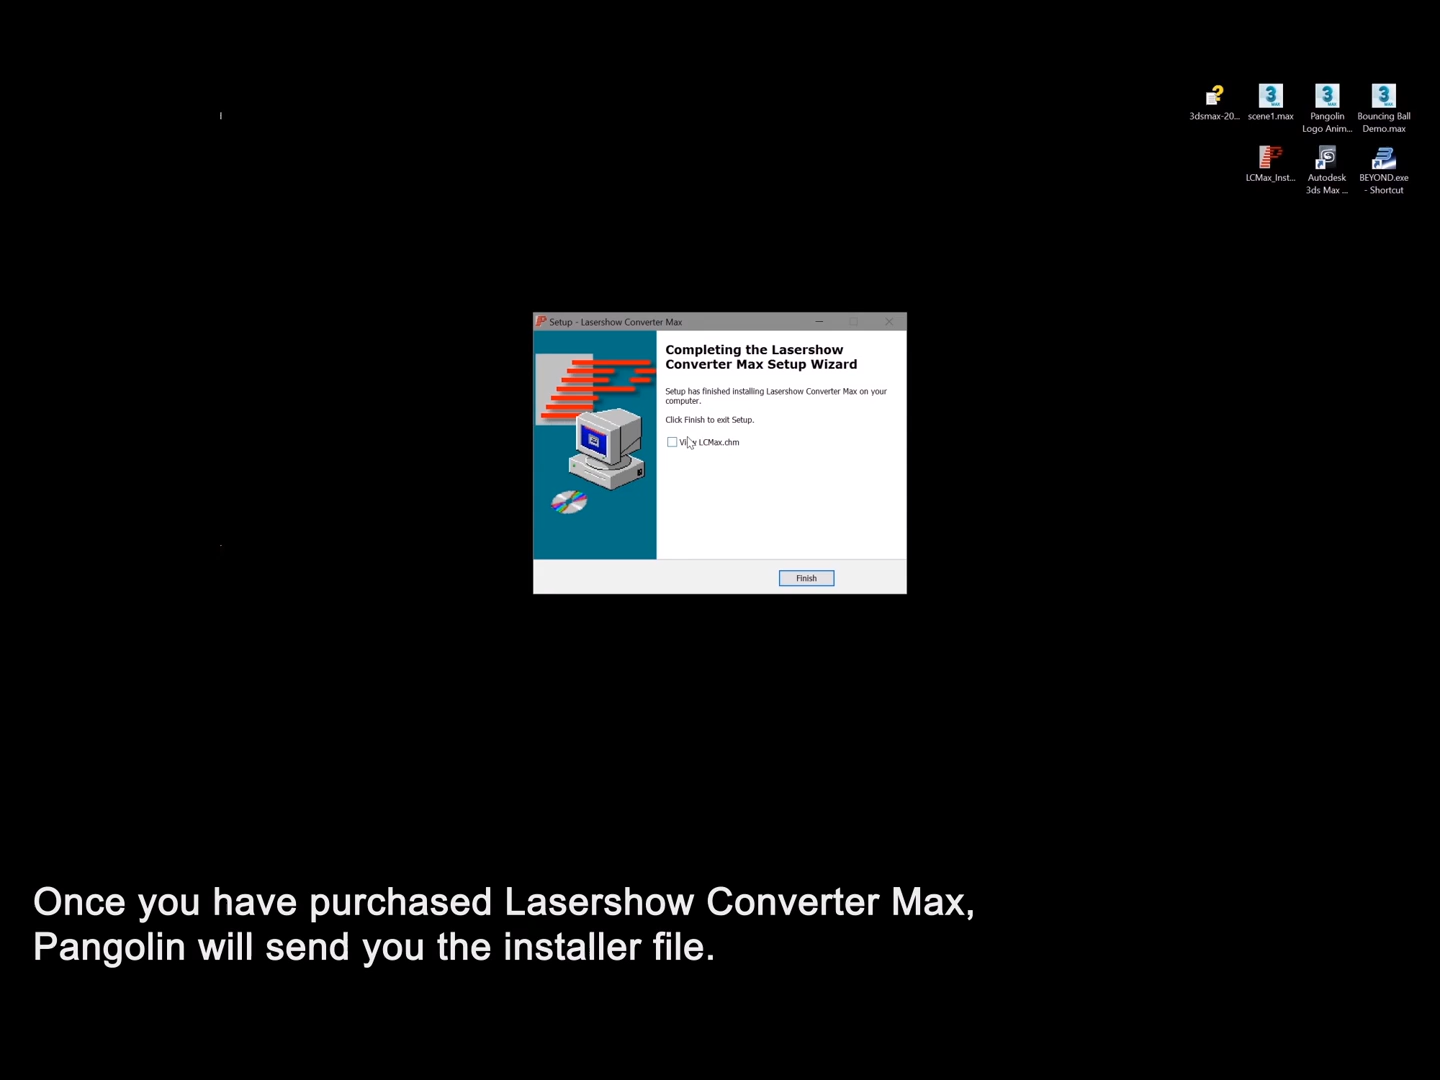 3dsmax-20...
scene1.max
Pangolin
Logo Anim...
Bouncing Ball
Demo.max
LCMax_Inst...
Autodesk
3ds Max ...
BEYOND.exe
- Shortcut
Setup - Lasershow Converter Max
Completing the Lasershow
Converter Max Setup Wizard
Setup has finished installing Lasershow Converter Max on your
computer.
Click Finish to exit Setup.
LCMax.chm
Finish
Once you have purchased Lasershow Converter Max,
Pangolin will send you the installer file.